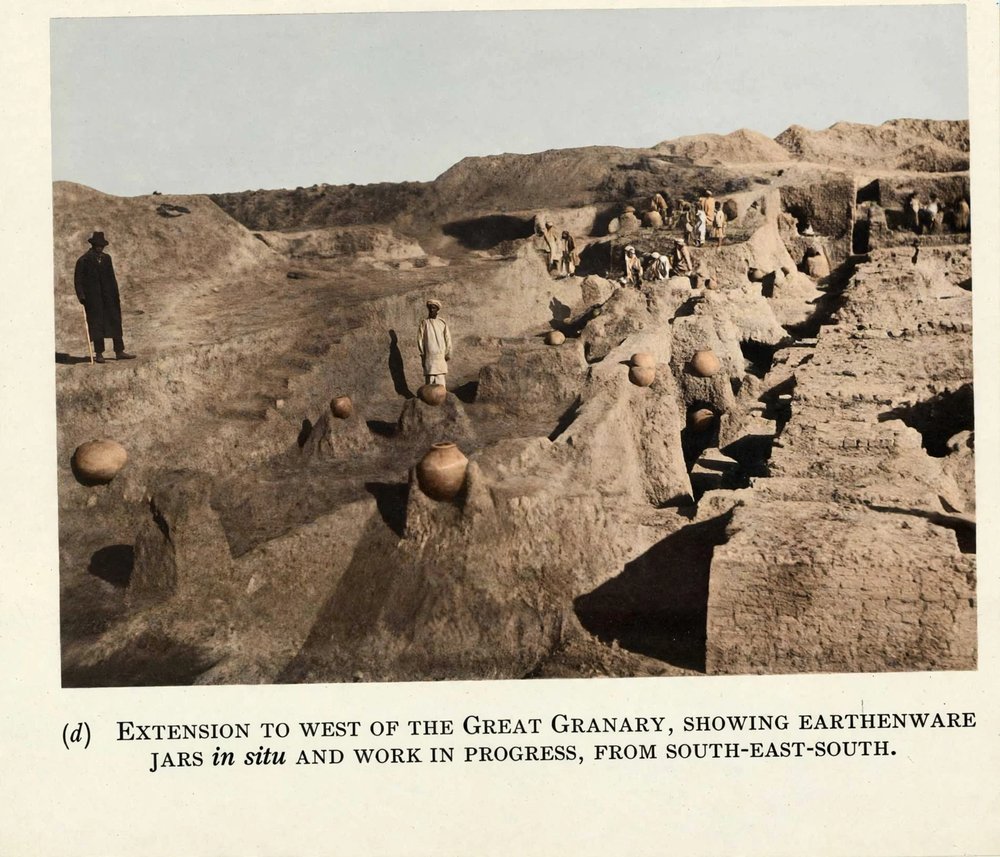 (d) Extension to west of the Great Granary, showing earthenware
jars in situ and work in progress, from south-east-south.